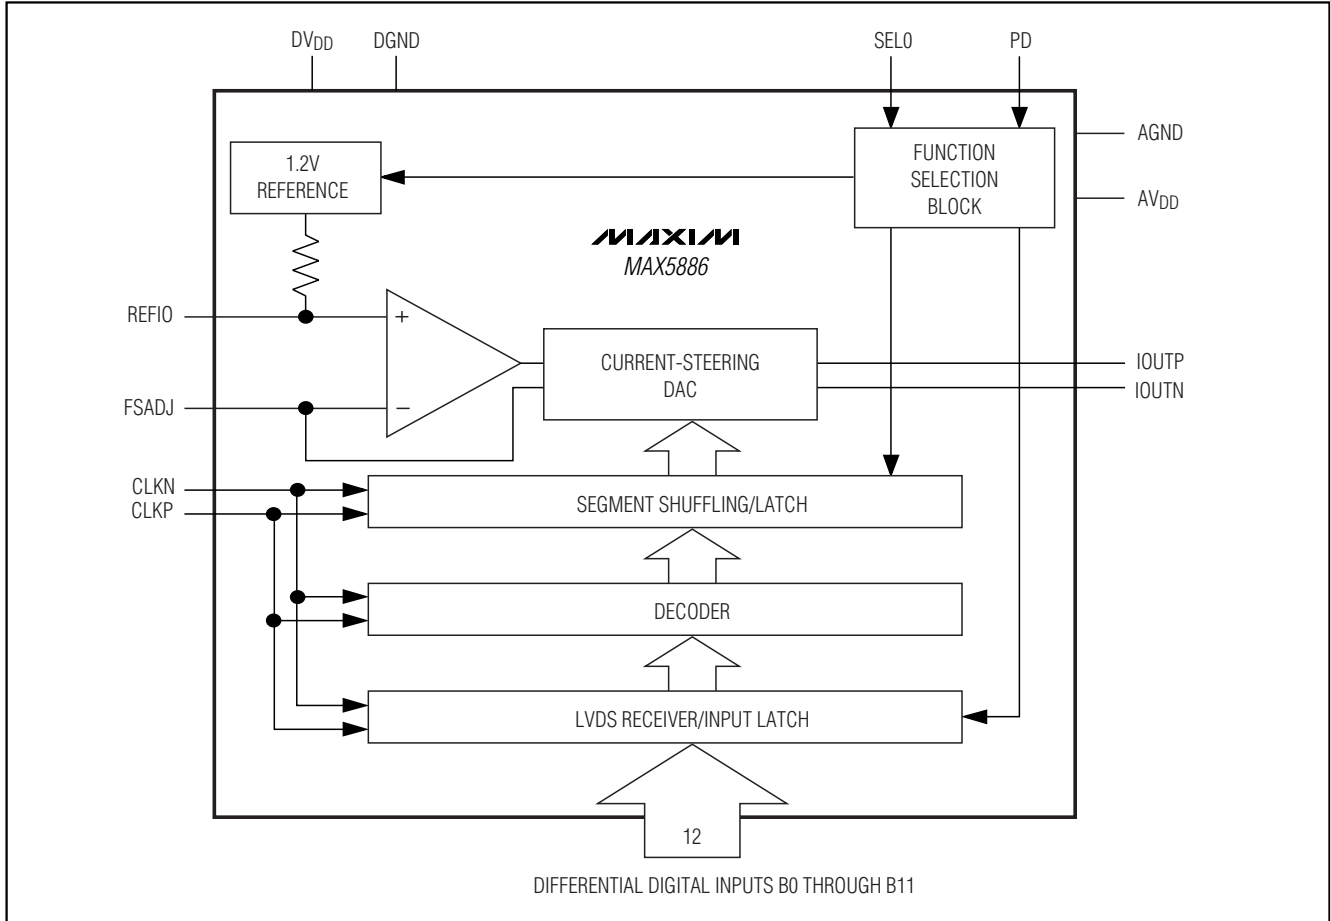 DVDD DGND SEL0 PD
AGND
AVDD
1.2V
REFERENCE
FUNCTION
SELECTION
BLOCK
MAXIM
MAX5886
REFIO
+
FSADJ
−
CURRENT-STEERING
DAC
IOUTP
IOUTN
CLKN
CLKP
SEGMENT SHUFFLING/LATCH
DECODER
LVDS RECEIVER/INPUT LATCH
12
DIFFERENTIAL DIGITAL INPUTS B0 THROUGH B11